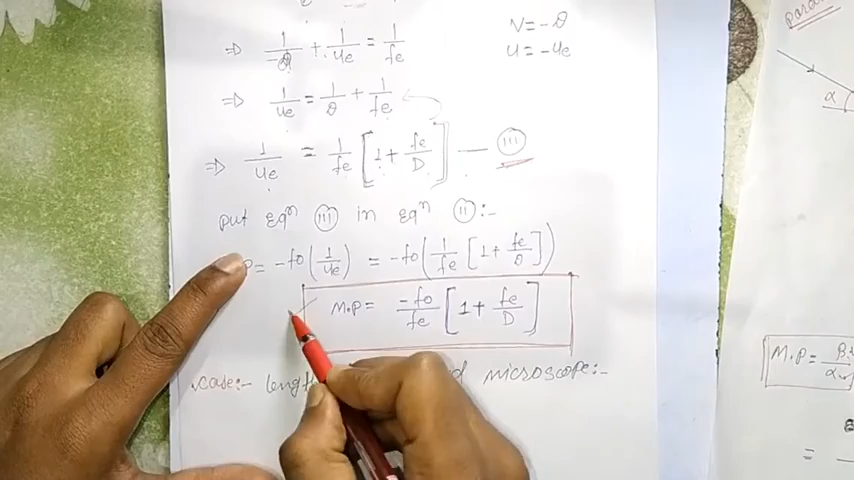 ⇒ 1/-D + 1/ue = 1/fe
V = -D
u = -ue
⇒ 1/ue = 1/D + 1/fe
⇒ 1/ue = 1/fe [1 + fe/D] — (III)
put Eqⁿ (III) in eqⁿ (II):-
P = -fo(1/ue) = -fo(1/fe [1 + fe/D])
M.P = -fo/fe [1 + fe/D]
case:- length microscope:-
α
M.P =
=